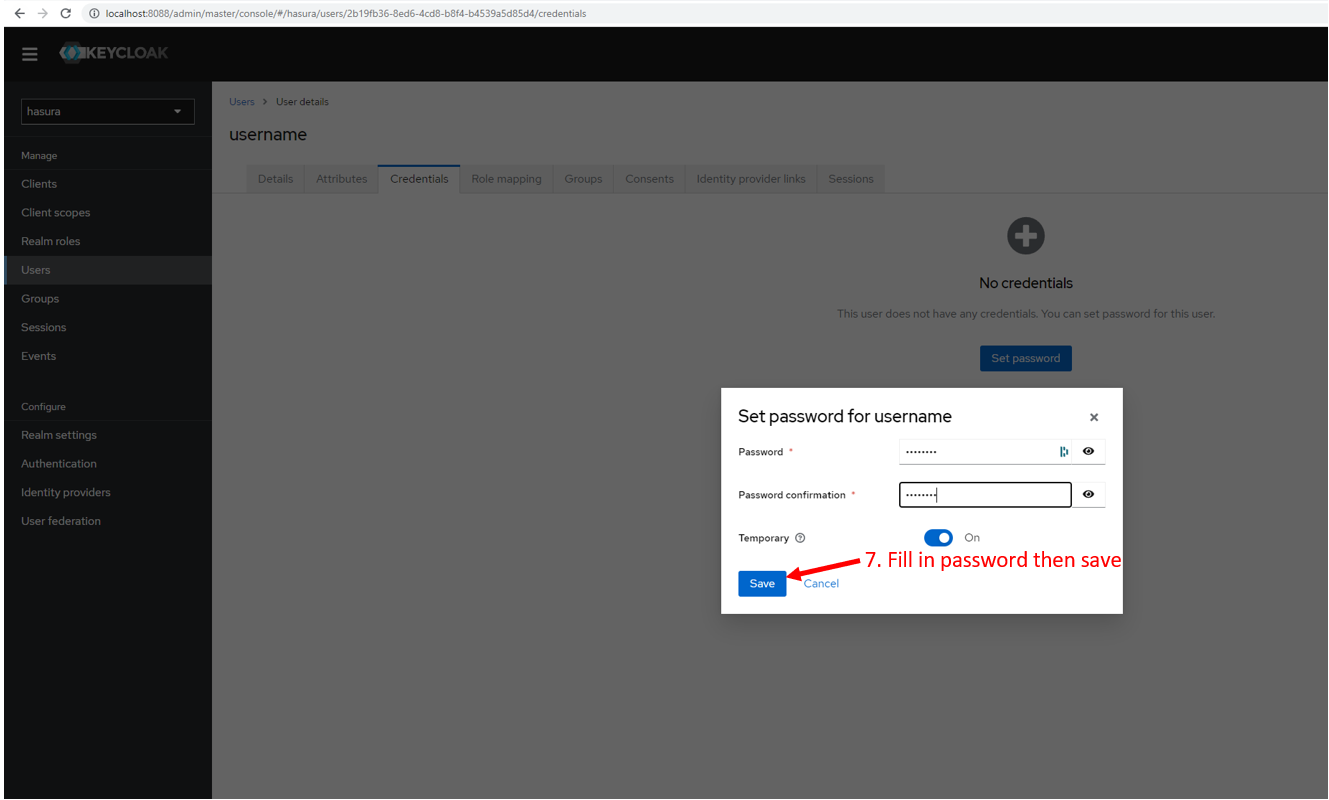 localhost:8088/admin/master/console/#/hasura/users/2b19fb36-8ed6-4cd8-b8f4-b4539a5d85d4/credentials
KEYCLOAK
hasura
Manage
Clients
Client scopes
Realm roles
Users
Groups
Sessions
Events
Configure
Realm settings
Authentication
Identity providers
User federation
Users > User details
username
Details Attributes Credentials Role mapping Groups Consents Identity provider links Sessions
No credentials
This user does not have any credentials. You can set password for this user.
Set password
Set password for username
Password *
Password confirmation *
Temporary On
7. Fill in password then save
Save Cancel